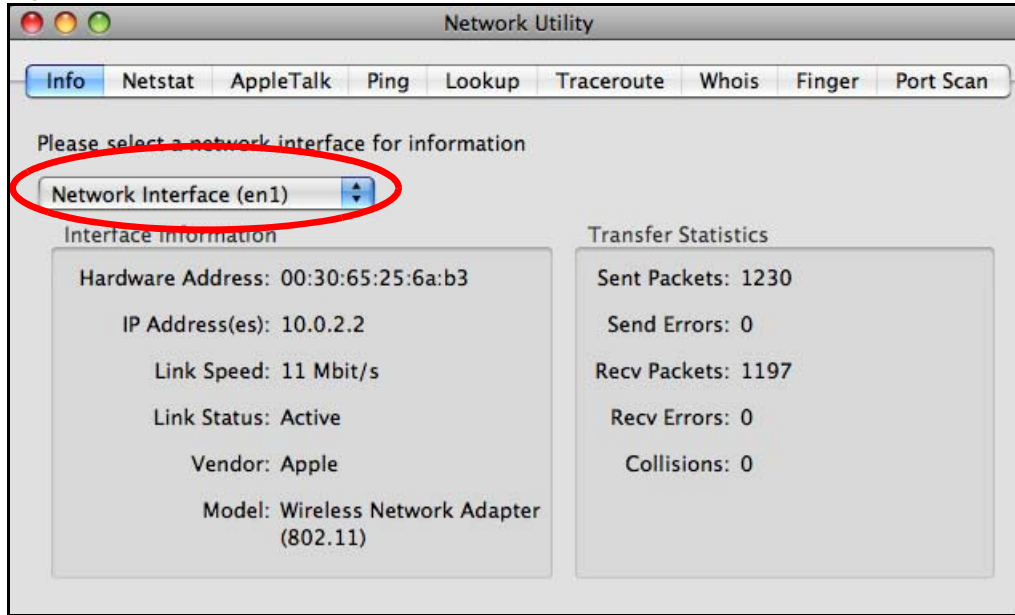 Network Utility
Info Netstat AppleTalk Ping Lookup Traceroute Whois Finger Port Scan
Please select a network interface for information
Network Interface (en1)
Interface Information
Hardware Address: 00:30:65:25:6a:b3
IP Address(es): 10.0.2.2
Link Speed: 11 Mbit/s
Link Status: Active
Vendor: Apple
Model: Wireless Network Adapter
(802.11)
Transfer Statistics
Sent Packets: 1230
Send Errors: 0
Recv Packets: 1197
Recv Errors: 0
Collisions: 0